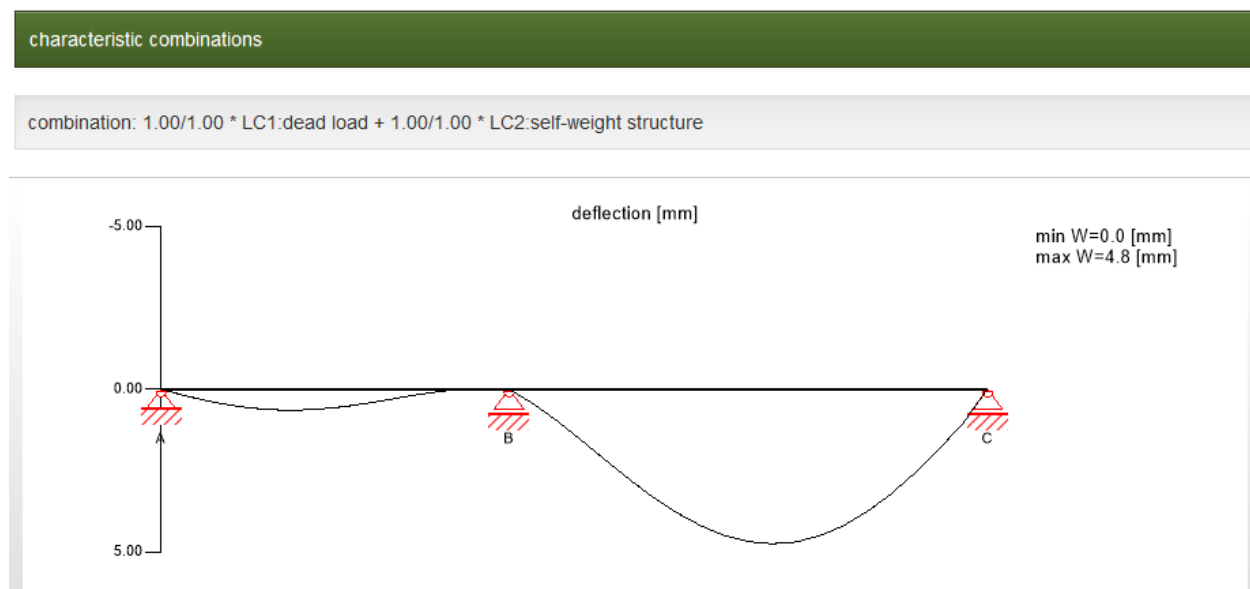 characteristic combinations
combination: 1.00/1.00 * LC1:dead load + 1.00/1.00 * LC2:self-weight structure
deflection [mm]
-5.00
min W=0.0 [mm]
max W=4.8 [mm]
0.00
A
B
C
5.00